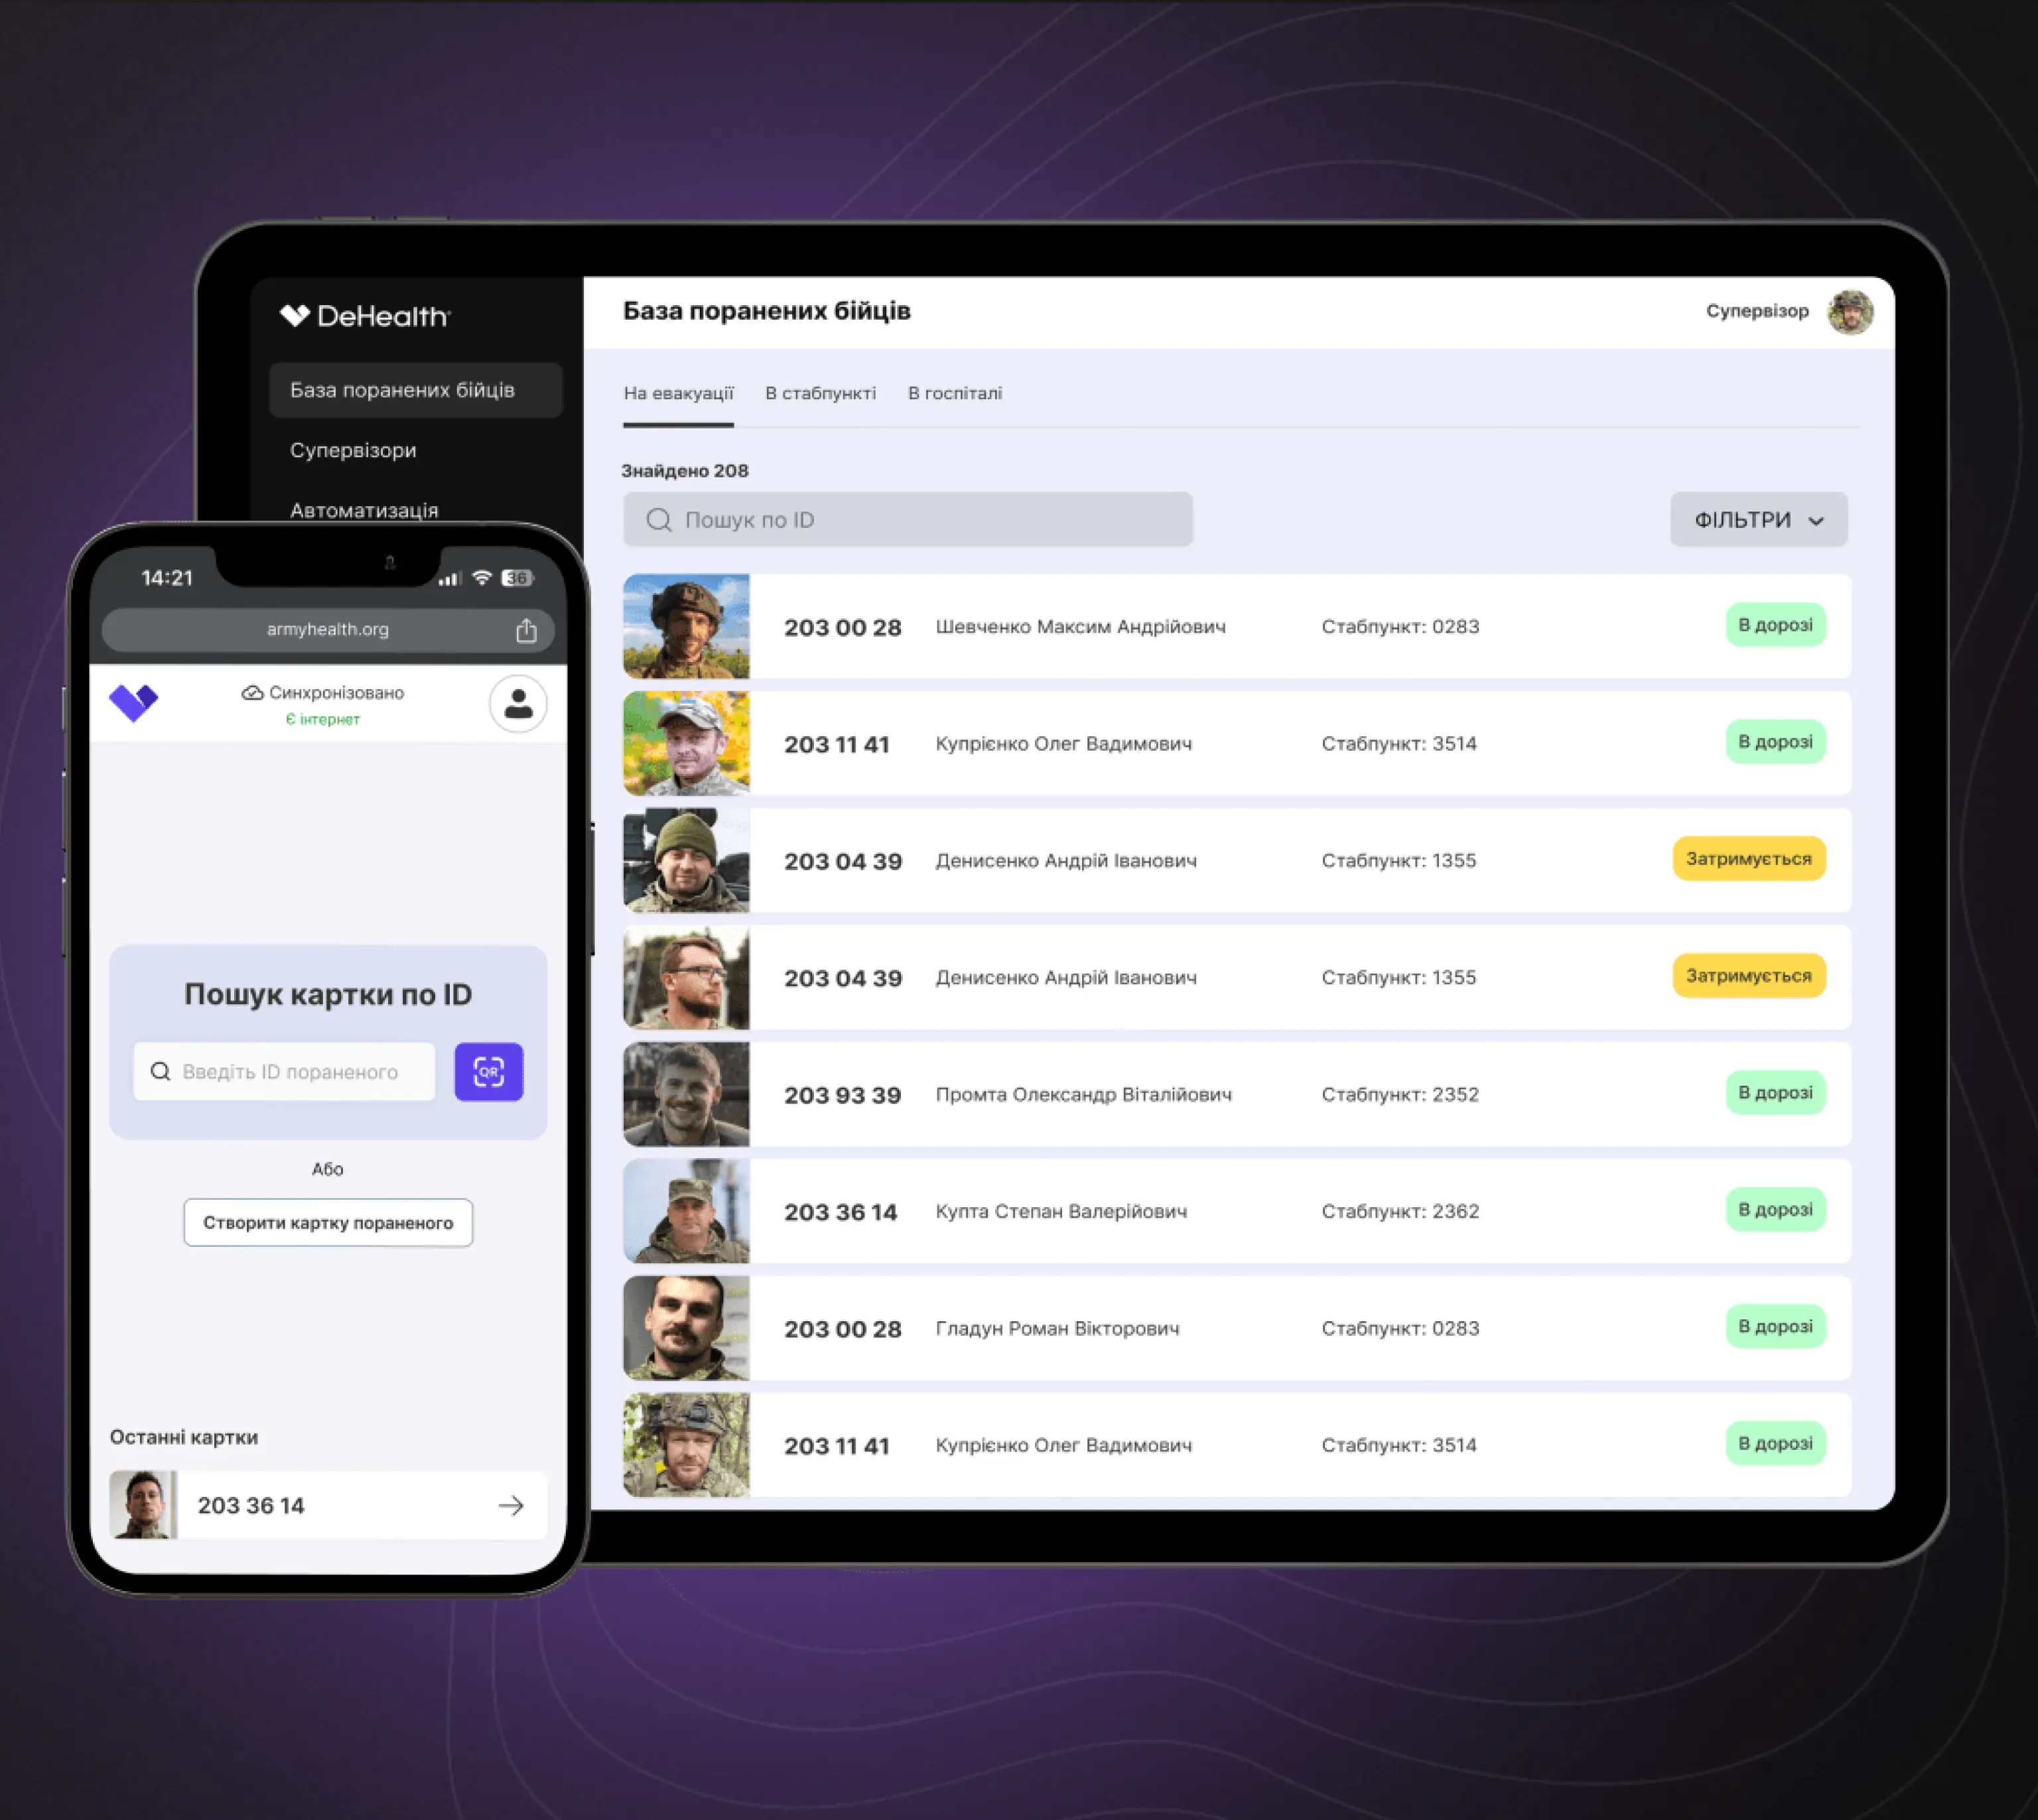 DeHealth
База поранених бійців
Супервізори
Автоматизація
База поранених бійців
Супервізор
На евакуації В стабпункті В госпіталі
Знайдено 208
Пошук по ID
ФІЛЬТРИ
203 00 28 Шевченко Максим Андрійович Стабпункт: 0283 В дорозі
203 11 41 Купрієнко Олег Вадимович Стабпункт: 3514 В дорозі
203 04 39 Денисенко Андрій Іванович Стабпункт: 1355 Затримується
203 04 39 Денисенко Андрій Іванович Стабпункт: 1355 Затримується
203 93 39 Промта Олександр Віталійович Стабпункт: 2352 В дорозі
203 36 14 Купта Степан Валерійович Стабпункт: 2362 В дорозі
203 00 28 Гладун Роман Вікторович Стабпункт: 0283 В дорозі
203 11 41 Купрієнко Олег Вадимович Стабпункт: 3514 В дорозі
14:21 36
armyhealth.org
Синхронізовано
Є інтернет
Пошук картки по ID
Введіть ID пораненого
QR
Або
Створити картку пораненого
Останні картки
203 36 14